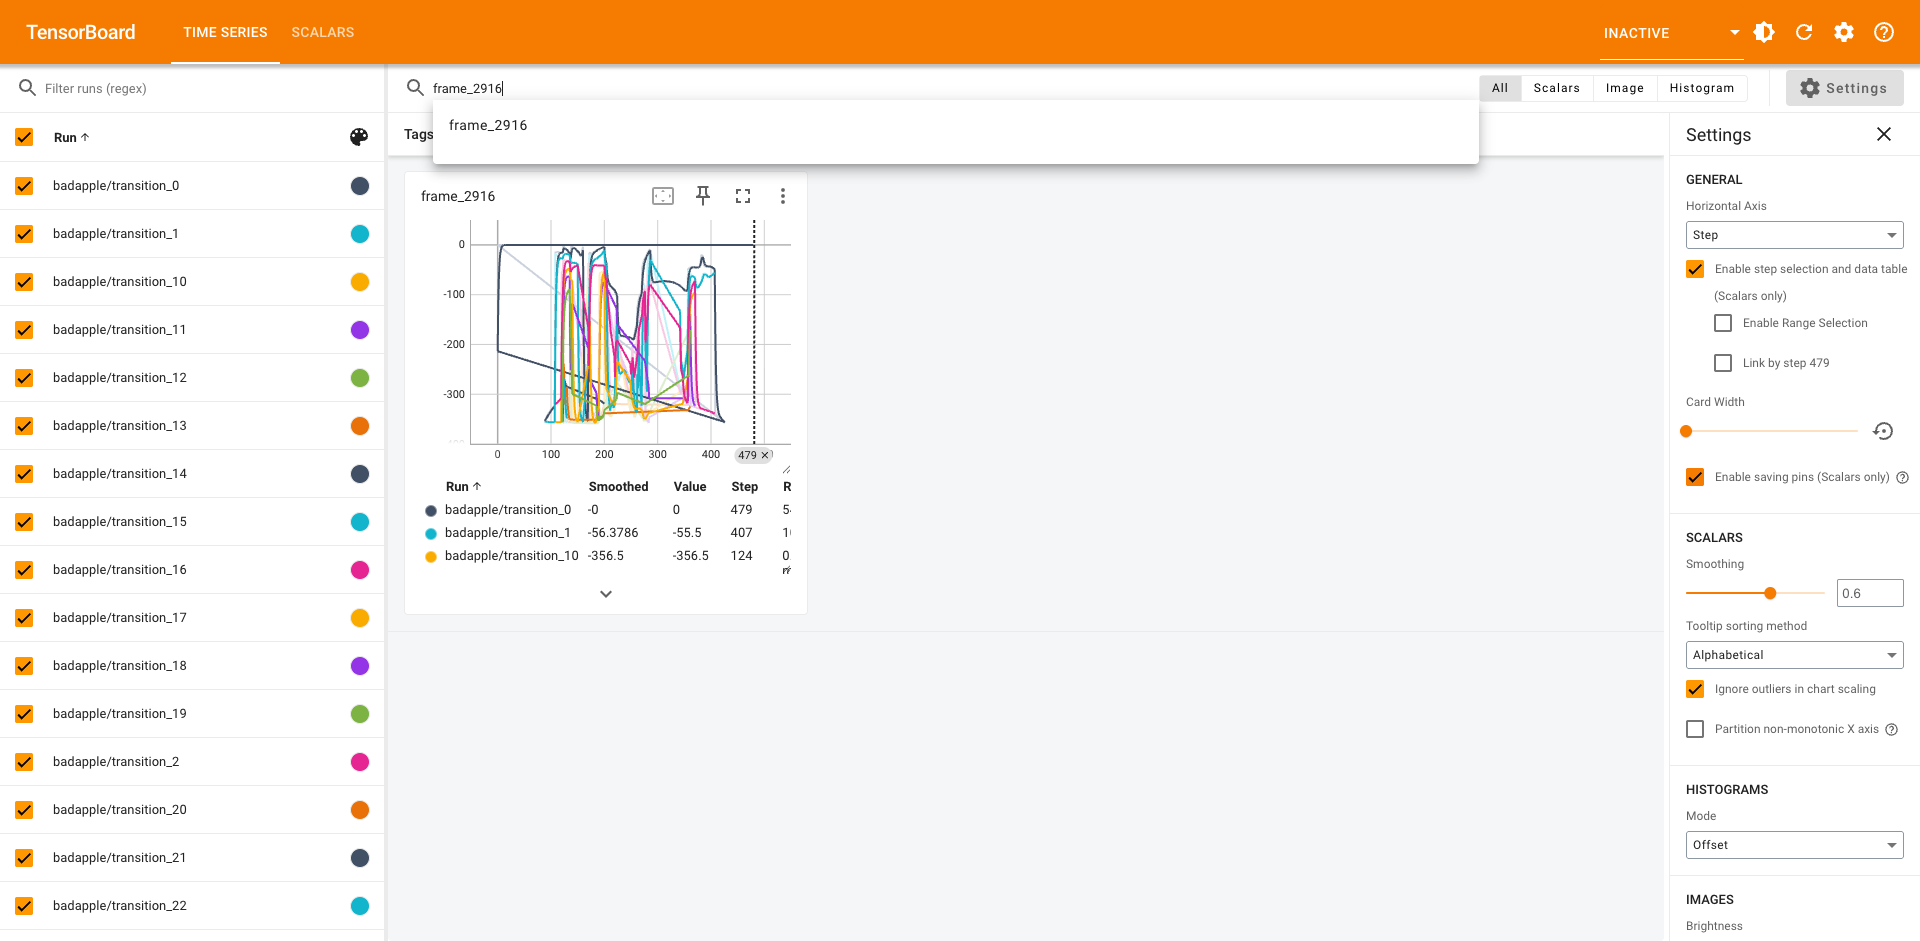 TensorBoard TIME SERIES SCALARS INACTIVE
Filter runs (regex)
frame_2916
All Scalars Image Histogram
Settings
frame_2916
Tags
Run
badapple/transition_0
badapple/transition_1
badapple/transition_10
badapple/transition_11
badapple/transition_12
badapple/transition_13
badapple/transition_14
badapple/transition_15
badapple/transition_16
badapple/transition_17
badapple/transition_18
badapple/transition_19
badapple/transition_2
badapple/transition_20
badapple/transition_21
badapple/transition_22
frame_2916
0
-100
-200
-300
0 100 200 300 400 479
Run Smoothed Value Step R
badapple/transition_0 -0 0 479
badapple/transition_1 -56.3786 -55.5 407
badapple/transition_10 -356.5 -356.5 124
Settings
GENERAL
Horizontal Axis
Step
Enable step selection and data table
(Scalars only)
Enable Range Selection
Link by step 479
Card Width
Enable saving pins (Scalars only)
SCALARS
Smoothing
0.6
Tooltip sorting method
Alphabetical
Ignore outliers in chart scaling
Partition non-monotonic X axis
HISTOGRAMS
Mode
Offset
IMAGES
Brightness